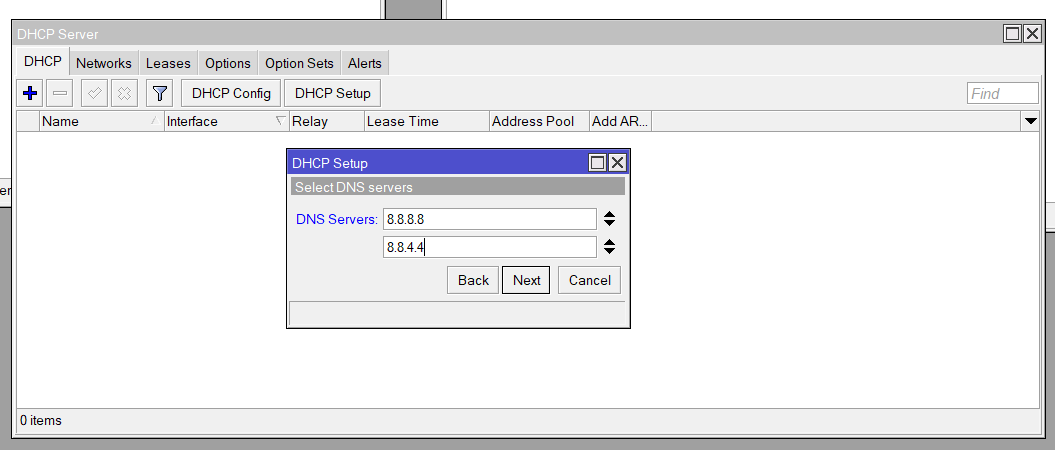 DHCP Server
DHCP Networks Leases Options Option Sets Alerts
DHCP Config DHCP Setup Find
Name Interface Relay Lease Time Address Pool Add AR...
DHCP Setup
Select DNS servers
er
DNS Servers: 8.8.8.8
8.8.4.4
Back Next Cancel
0 items